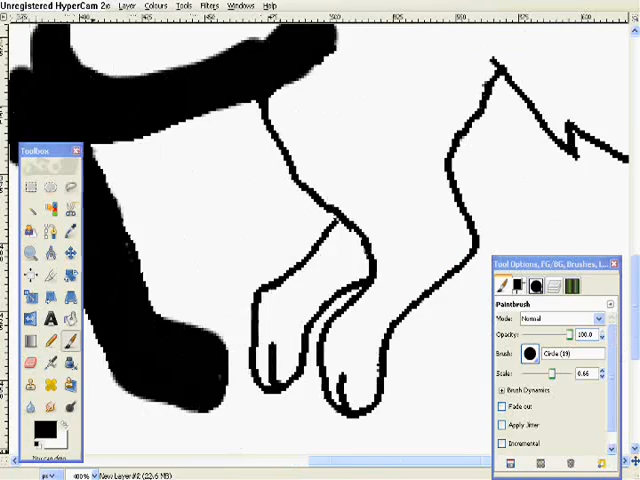 Unregistered HyperCam 2
Layer Colours Tools Filters Windows Help
Toolbox
Tool Options, FG/BG, Brushes, L...
Paintbrush
Mode: Normal
Opacity: 100.0
Brush: Circle (19)
Scale: 0.66
Brush Dynamics
Fade out
Apply Jitter
Incremental
px 400% New Layer#2 (22.6 MB)